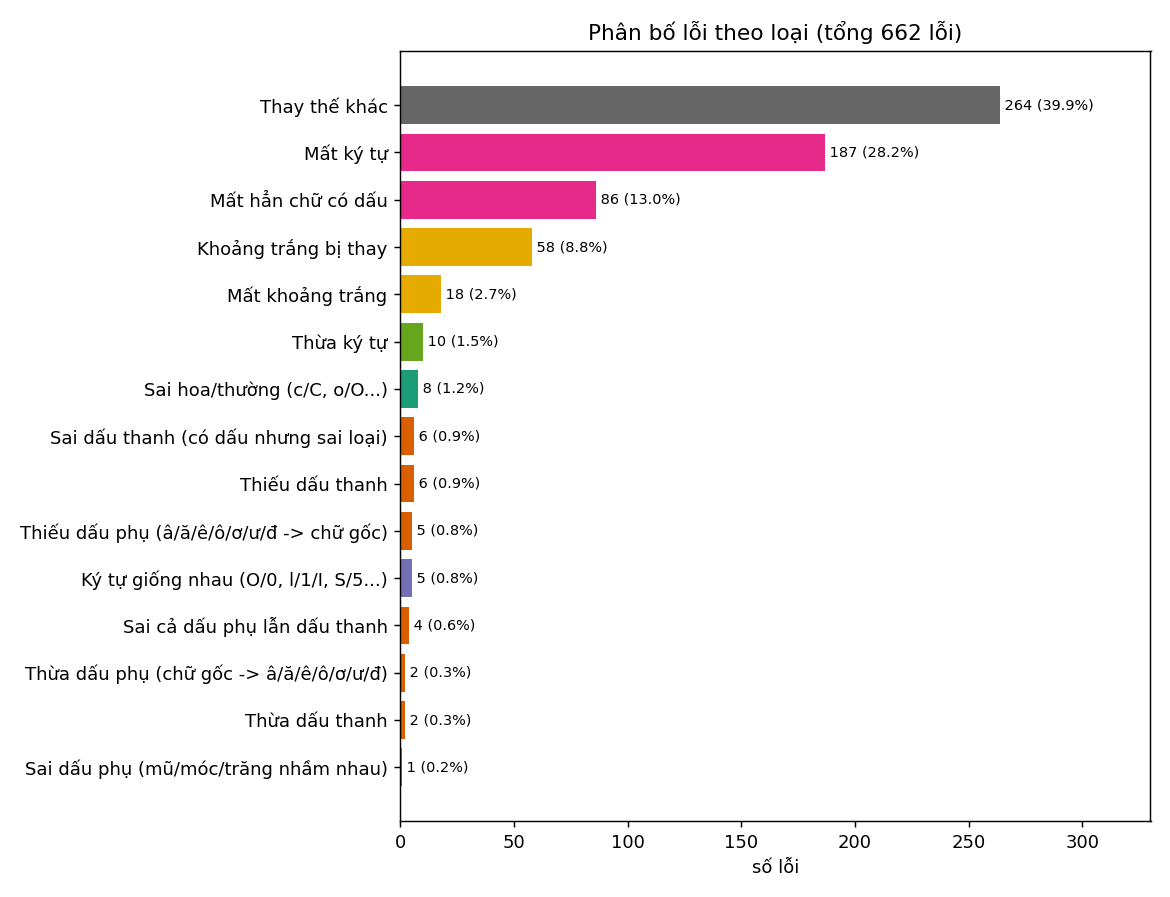 Phân bố lỗi theo loại (tổng 662 lỗi)
Thay thế khác 264 (39.9%)
Mất ký tự 187 (28.2%)
Mất hẳn chữ có dấu 86 (13.0%)
Khoảng trắng bị thay 58 (8.8%)
Mất khoảng trắng 18 (2.7%)
Thừa ký tự 10 (1.5%)
Sai hoa/thường (c/C, o/O...) 8 (1.2%)
Sai dấu thanh (có dấu nhưng sai loại) 6 (0.9%)
Thiếu dấu thanh 6 (0.9%)
Thiếu dấu phụ (â/ă/ê/ô/ơ/ư/đ -> chữ gốc) 5 (0.8%)
Ký tự giống nhau (O/0, l/1/I, S/5...) 5 (0.8%)
Sai cả dấu phụ lẫn dấu thanh 4 (0.6%)
Thừa dấu phụ (chữ gốc -> â/ă/ê/ô/ơ/ư/đ) 2 (0.3%)
Thừa dấu thanh 2 (0.3%)
Sai dấu phụ (mũ/móc/trăng nhầm nhau) 1 (0.2%)
0 50 100 150 200 250 300
số lỗi